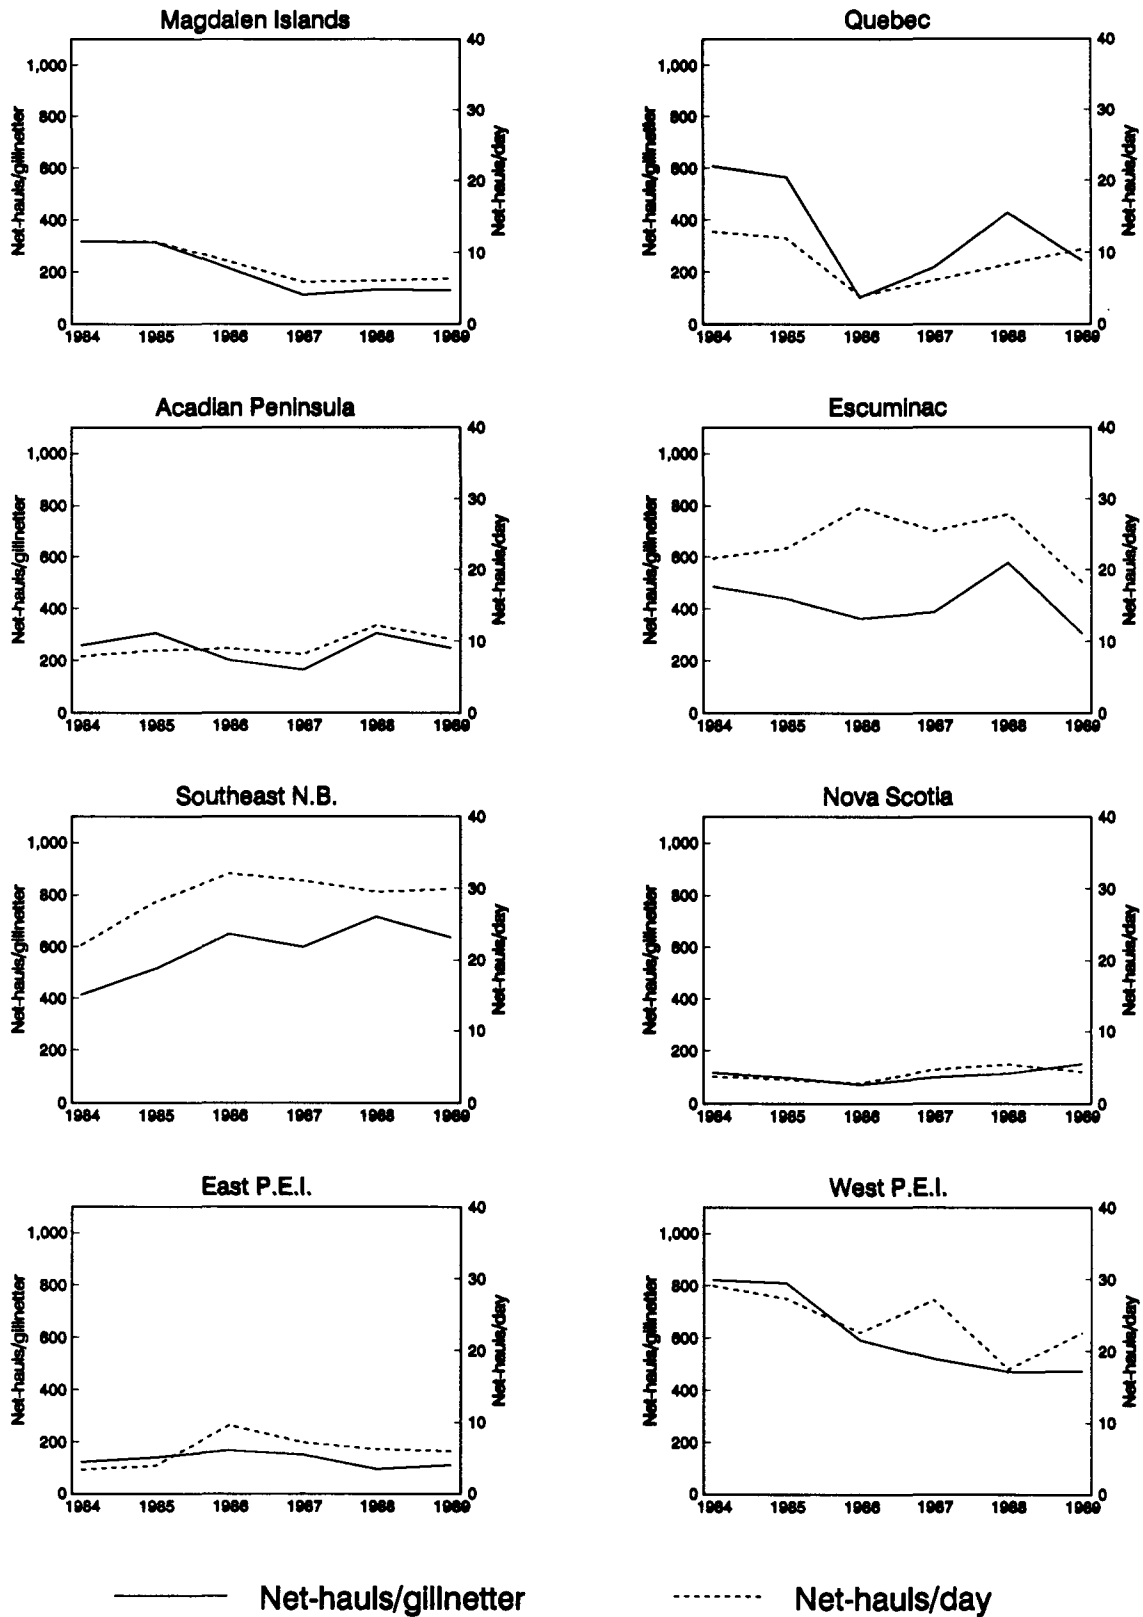 Magdalen Islands
1,000
800
600
400
200
0
Net-hauls/gillnetter
40
30
20
10
0
Net-hauls/day
1984 1985 1986 1987 1988 1989
Quebec
1,000
800
600
400
200
0
Net-hauls/gillnetter
40
30
20
10
0
Net-hauls/day
1984 1985 1986 1987 1988 1989
Acadian Peninsula
1,000
800
600
400
200
0
Net-hauls/gillnetter
40
30
20
10
0
Net-hauls/day
1984 1985 1986 1987 1988 1989
Escuminac
1,000
800
600
400
200
0
Net-hauls/gillnetter
40
30
20
10
0
Net-hauls/day
1984 1985 1986 1987 1988 1989
Southeast N.B.
1,000
800
600
400
200
0
Net-hauls/gillnetter
40
30
20
10
0
Net-hauls/day
1984 1985 1986 1987 1988 1989
Nova Scotia
1,000
800
600
400
200
0
Net-hauls/gillnetter
40
30
20
10
0
Net-hauls/day
1984 1985 1986 1987 1988 1989
East P.E.I.
1,000
800
600
400
200
0
Net-hauls/gillnetter
40
30
20
10
0
Net-hauls/day
1984 1985 1986 1987 1988 1989
West P.E.I.
1,000
800
600
400
200
0
Net-hauls/gillnetter
40
30
20
10
0
Net-hauls/day
1984 1985 1986 1987 1988 1989
Net-hauls/gillnetter
Net-hauls/day